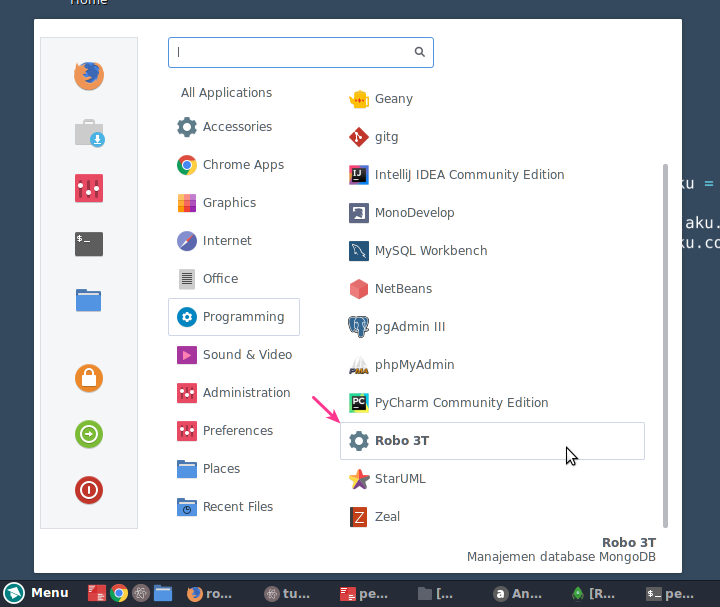 Home
All Applications
Accessories
Chrome Apps
Graphics
Internet
Office
Programming
Sound & Video
Administration
Preferences
Places
Recent Files
Geany
gitg
IntelliJ IDEA Community Edition
MonoDevelop
MySQL Workbench
NetBeans
pgAdmin III
phpMyAdmin
PyCharm Community Edition
Robo 3T
StarUML
Zeal
Robo 3T
Manajemen database MongoDB
ku =
aku.
ku.co
Menu
ro...
tu...
pe...
[...
An...
[R...
pe...